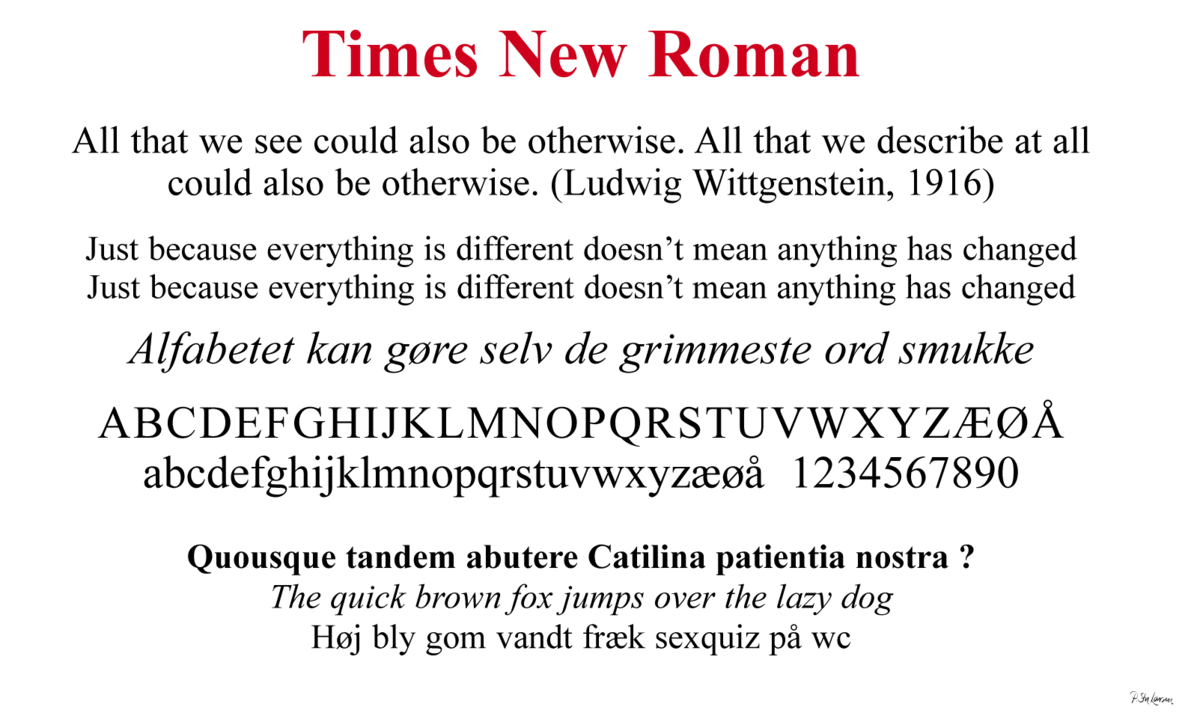 Times New Roman
All that we see could also be otherwise. All that we describe at all
could also be otherwise. (Ludwig Wittgenstein, 1916)
Just because everything is different doesn’t mean anything has changed
Just because everything is different doesn’t mean anything has changed
Alfabetet kan gøre selv de grimmeste ord smukke
ABCDEFGHIJKLMNOPQRSTUVWXYZÆØÅ
abcdefghijklmnopqrstuvwxyzæøå 1234567890
Quousque tandem abutere Catilina patientia nostra ?
The quick brown fox jumps over the lazy dog
Høj bly gom vandt fræk sexquiz på wc